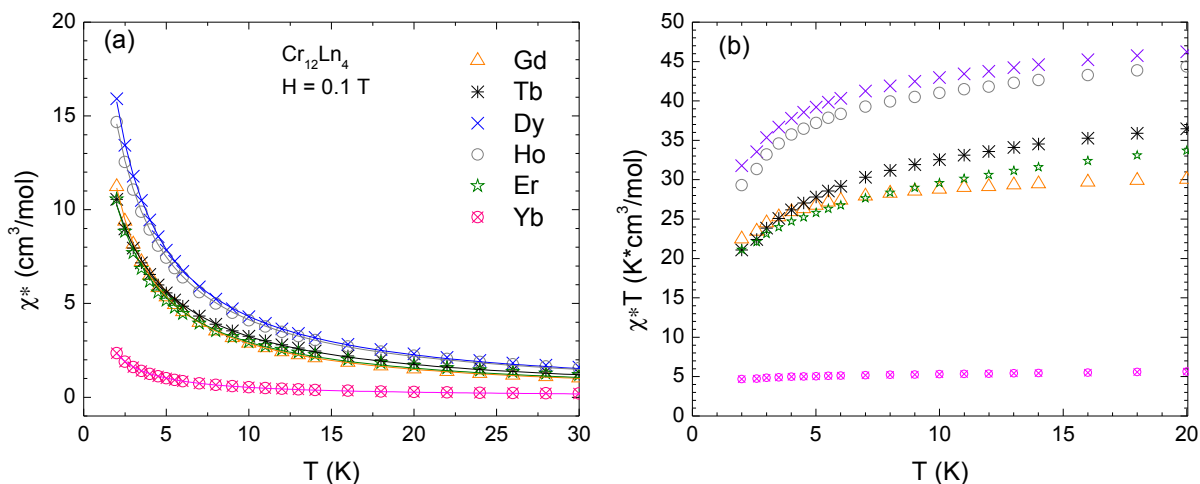 (a)
Cr₁₂Ln₄
H = 0.1 T
Gd
Tb
Dy
Ho
Er
Yb
χ* (cm³/mol)
20
15
10
5
0
0 5 10 15 20 25 30
T (K)
(b)
χ*T (K*cm³/mol)
50
45
40
35
30
25
20
15
10
5
0
0 5 10 15 20
T (K)